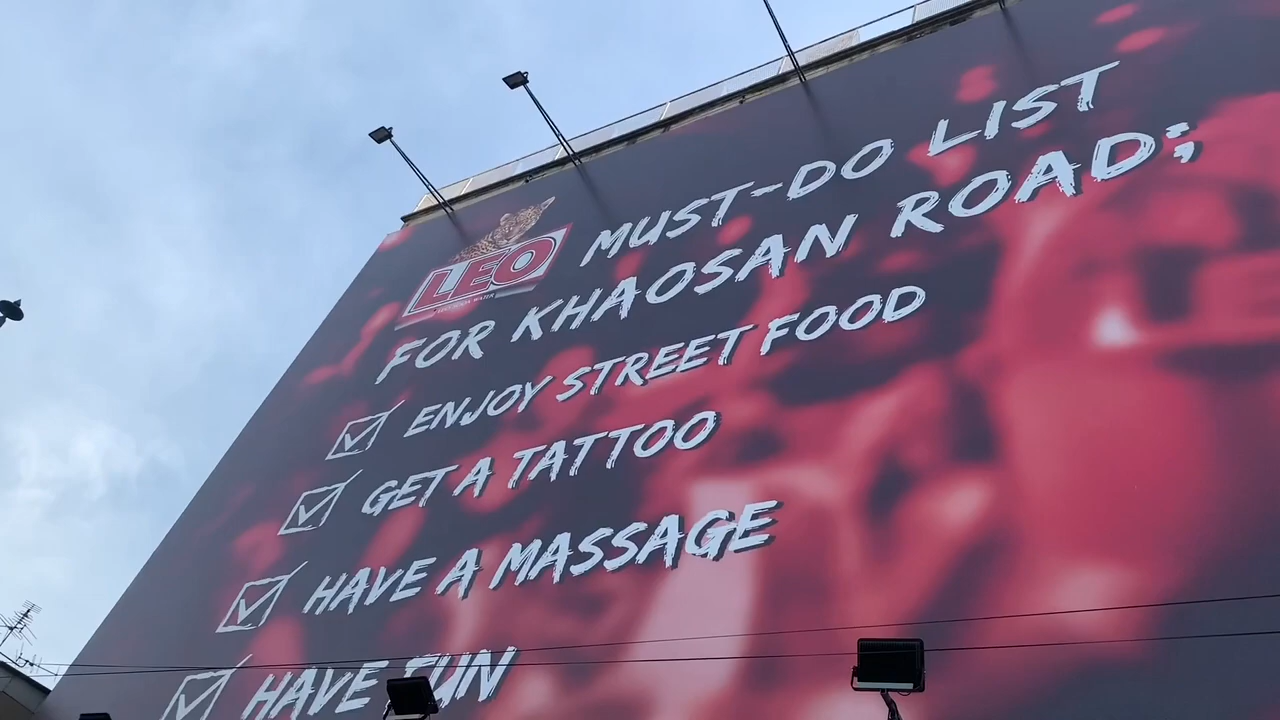 LEO
MUST-DO LIST
FOR KHAOSAN ROAD;
ENJOY STREET FOOD
GET A TATTOO
HAVE A MASSAGE
HAVE FUN